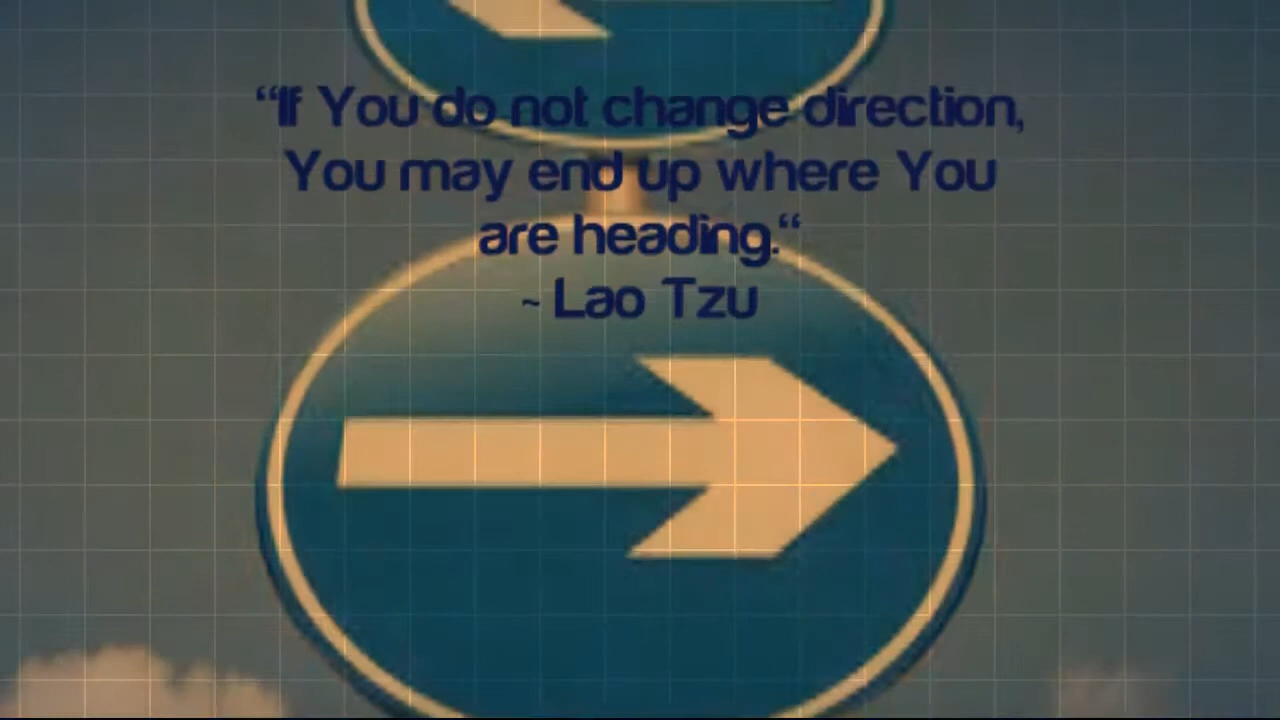 “If You do not change direction,
You may end up where You
are heading.“
~ Lao Tzu